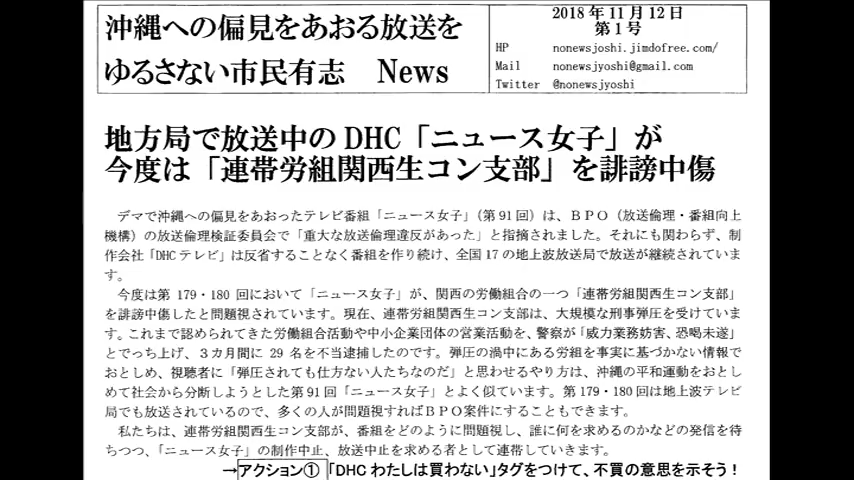 沖縄への偏見をあおる放送を
ゆるさない市民有志　News
2018年11月12日
第1号
HP nonewsjoshi.jimdofree.com/
Mail nonewsjyoshi@gmail.com
Twitter @nonewsjyoshi
地方局で放送中のDHC「ニュース女子」が
今度は「連帯労組関西生コン支部」を誹謗中傷
デマで沖縄への偏見をあおったテレビ番組「ニュース女子」(第91回)は、BPO（放送倫理・番組向上
機構）の放送倫理検証委員会で「重大な放送倫理違反があった」と指摘されました。それにも関わらず、制
作会社「DHCテレビ」は反省することなく番組を作り続け、全国17の地上波放送局で放送が継続されていま
す。
今度は第179・180回において「ニュース女子」が、関西の労働組合の一つ「連帯労組関西生コン支部」
を誹謗中傷したと問題視されています。現在、連帯労組関西生コン支部は、大規模な刑事弾圧を受けていま
す。これまで認められてきた労働組合活動や中小企業団体の営業活動を、警察が「威力業務妨害、恐喝未遂」
とでっち上げ、３カ月間に29名を不当逮捕したのです。弾圧の渦中にある労組を事実に基づかない情報で
おとしめ、視聴者に「弾圧されても仕方ない人たちなのだ」と思わせるやり方は、沖縄の平和運動をおとし
めて社会から分断しようとした第91回「ニュース女子」とよく似ています。第179・180回は地上波テレビ
局でも放送されているので、多くの人が問題視すればBPO案件にすることもできます。
私たちは、連帯労組関西生コン支部が、番組をどのように問題視し、誰に何を求めるのかなどの発信を待
ちつつ、「ニュース女子」の制作中止、放送中止を求める者として連帯していきます。
→アクション①「DHCわたしは買わない」タグをつけて、不買の意思を示そう！